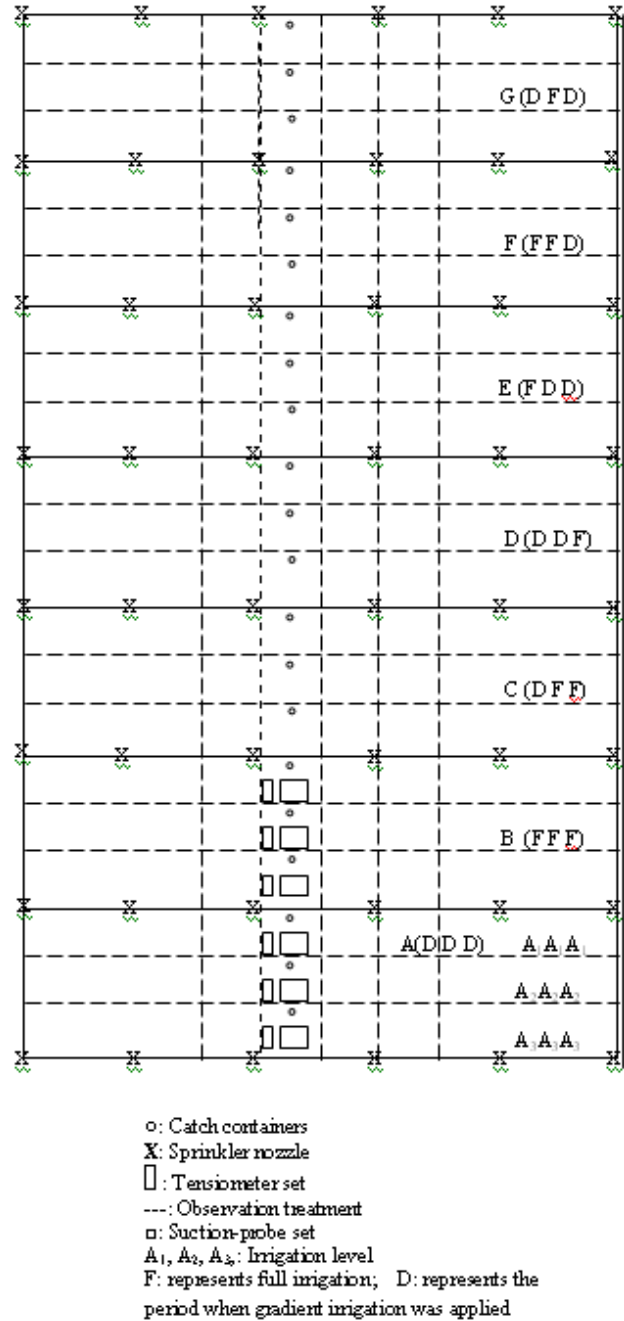 X X X X X X
G (D F D)
X X X X X X
F (F F D)
X X X X X X
E (F D D)
X X X X X X
D (D D F)
X X X X X X
C (D F F)
X X X X X X
B (F F F)
X X X X X X
A(D D D) A₁A₁A₁
A₂A₂A₂
A₃A₃A₃
X X X X X X
o: Catch containers
X: Sprinkler nozzle
: Tensiometer set
---: Observation treatment
□: Suction-probe set
A₁, A₂, A₃,: Irrigation level
F: represents full irrigation; D: represents the
period when gradient irrigation was applied